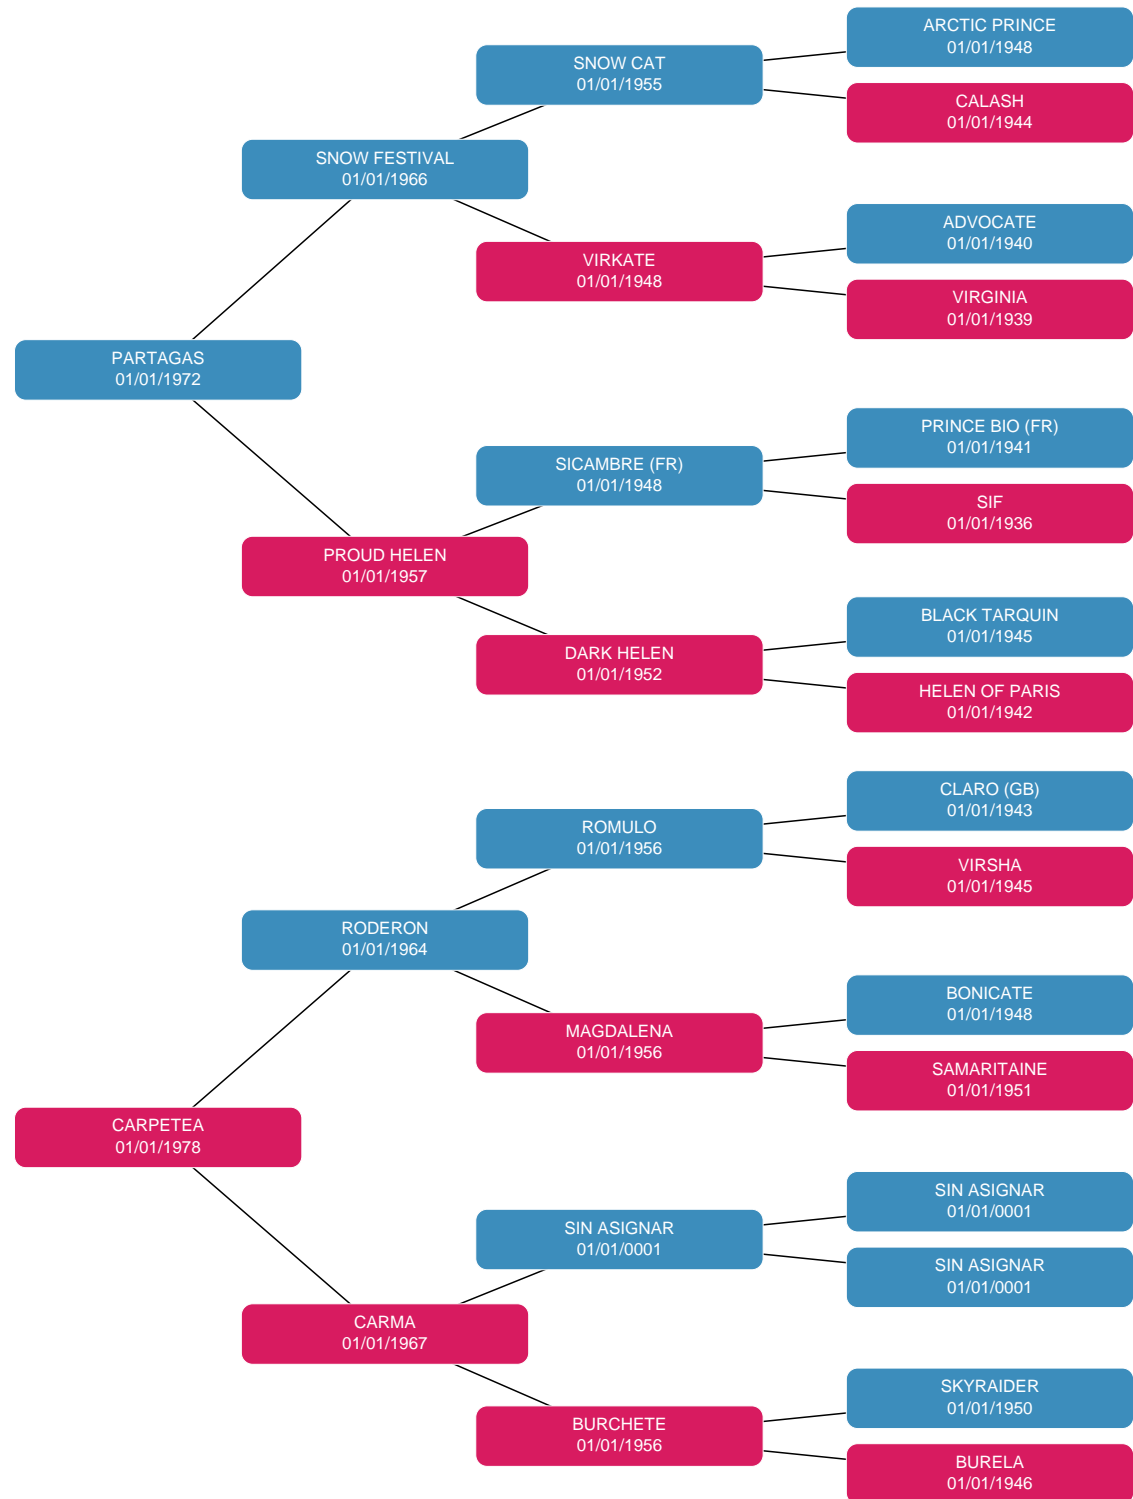 ARCTIC PRINCE
01/01/1948
SNOW CAT
01/01/1955
CALASH
01/01/1944
SNOW FESTIVAL
01/01/1966
ADVOCATE
01/01/1940
VIRKATE
01/01/1948
VIRGINIA
01/01/1939
PARTAGAS
01/01/1972
PRINCE BIO (FR)
01/01/1941
SICAMBRE (FR)
01/01/1948
SIF
01/01/1936
PROUD HELEN
01/01/1957
BLACK TARQUIN
01/01/1945
DARK HELEN
01/01/1952
HELEN OF PARIS
01/01/1942
CLARO (GB)
01/01/1943
ROMULO
01/01/1956
VIRSHA
01/01/1945
RODERON
01/01/1964
BONICATE
01/01/1948
MAGDALENA
01/01/1956
SAMARITAINE
01/01/1951
CARPETEA
01/01/1978
SIN ASIGNAR
01/01/0001
SIN ASIGNAR
01/01/0001
SIN ASIGNAR
01/01/0001
CARMA
01/01/1967
SKYRAIDER
01/01/1950
BURCHETE
01/01/1956
BURELA
01/01/1946